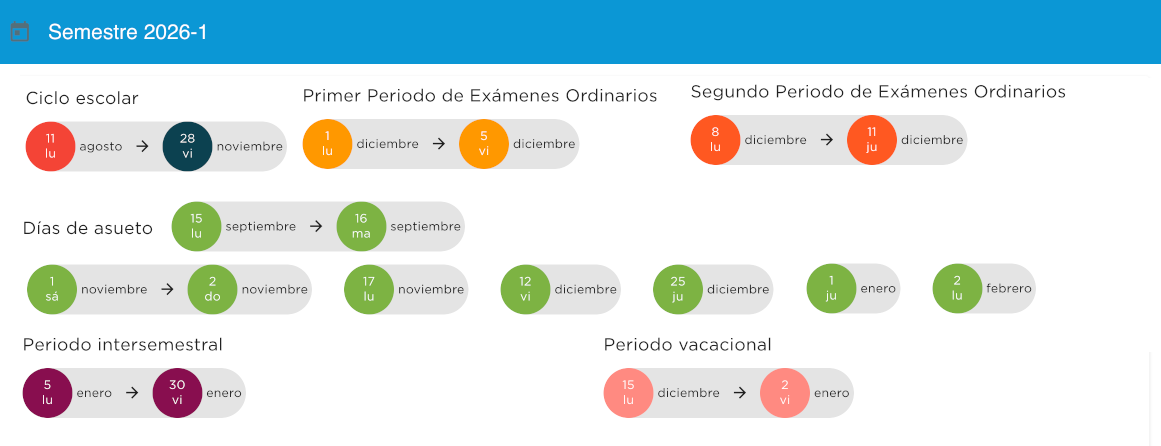 Semestre 2026-1
Ciclo escolar
11 lu agosto → 28 vi noviembre
Primer Periodo de Exámenes Ordinarios
1 lu diciembre → 5 vi diciembre
Segundo Periodo de Exámenes Ordinarios
8 lu diciembre → 11 ju diciembre
Días de asueto
15 lu septiembre → 16 ma septiembre
1 sá noviembre → 2 do noviembre
17 lu noviembre
12 vi diciembre
25 ju diciembre
1 ju enero
2 lu febrero
Periodo intersemestral
5 lu enero → 30 vi enero
Periodo vacacional
15 lu diciembre → 2 vi enero